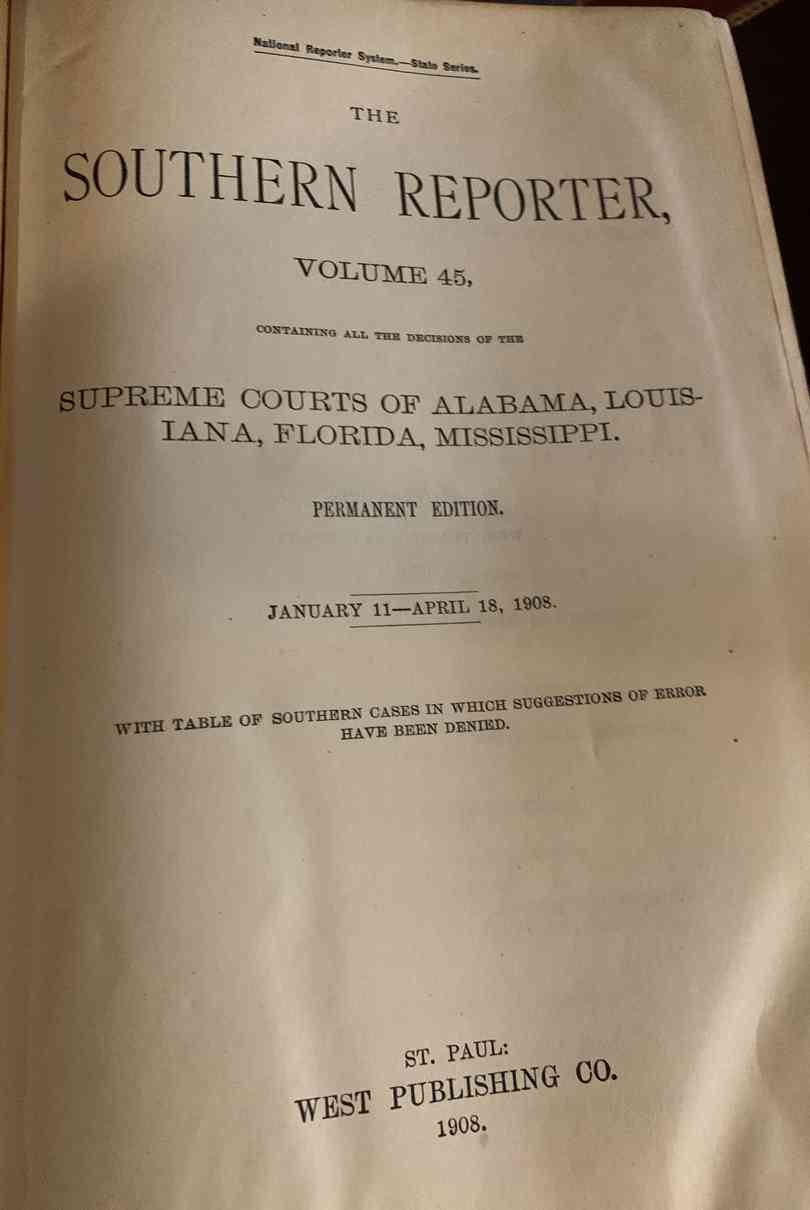 National Reporter System.—State Series.
THE
SOUTHERN REPORTER,
VOLUME 45,
CONTAINING ALL THE DECISIONS OF THE
SUPREME COURTS OF ALABAMA, LOUIS-
IANA, FLORIDA, MISSISSIPPI.
PERMANENT EDITION.
JANUARY 11—APRIL 18, 1908.
WITH TABLE OF SOUTHERN CASES IN WHICH SUGGESTIONS OF ERROR
HAVE BEEN DENIED.
ST. PAUL:
WEST PUBLISHING CO.
1908.